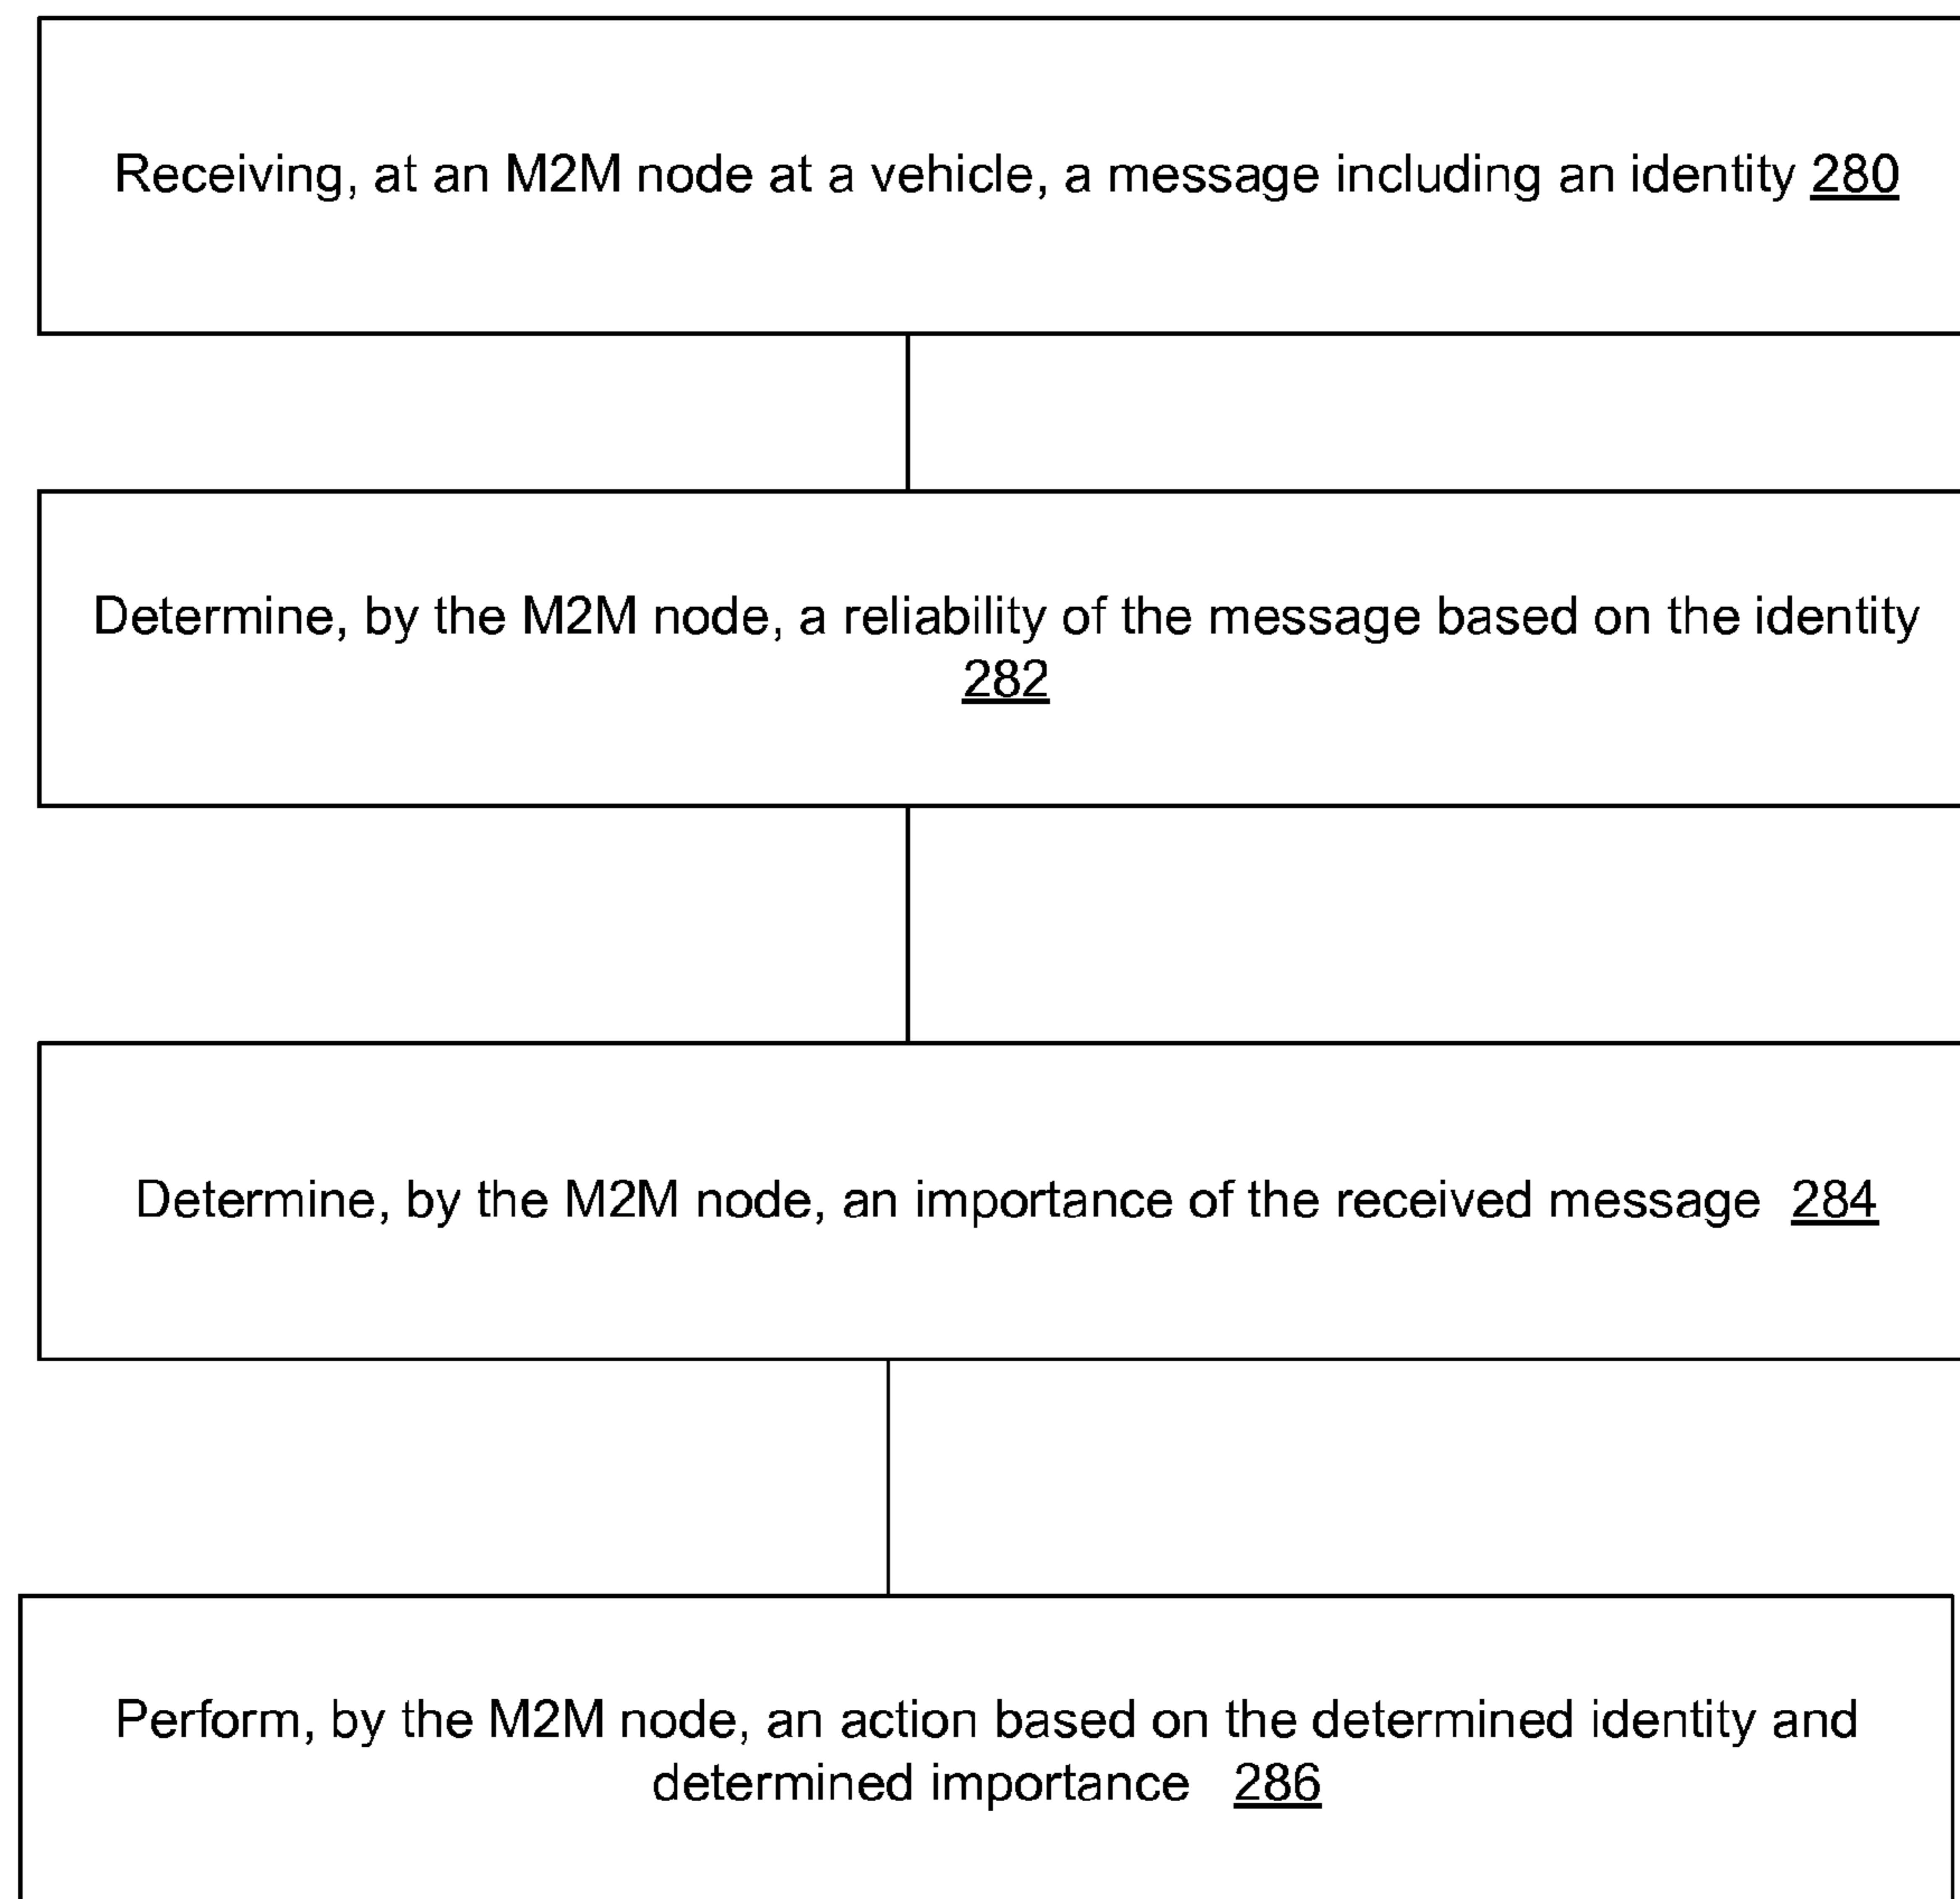 Receiving, at an M2M node at a vehicle, a message including an identity 280
Determine, by the M2M node, a reliability of the message based on the identity
282
Determine, by the M2M node, an importance of the received message 284
Perform, by the M2M node, an action based on the determined identity and
determined importance 286